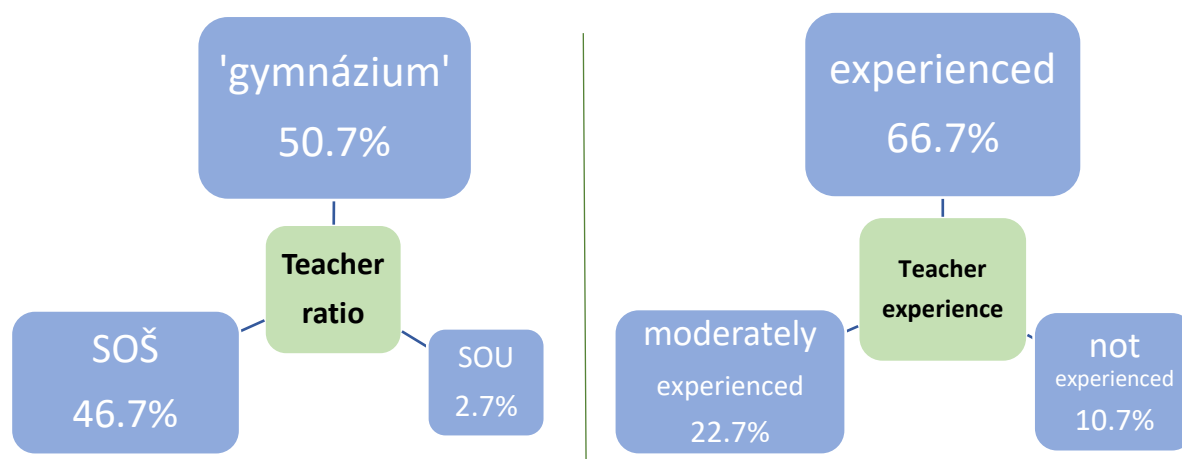 'gymnázium'
50.7%
Teacher
ratio
SOŠ
46.7%
SOU
2.7%
experienced
66.7%
Teacher
experience
moderately
experienced
22.7%
not
experienced
10.7%